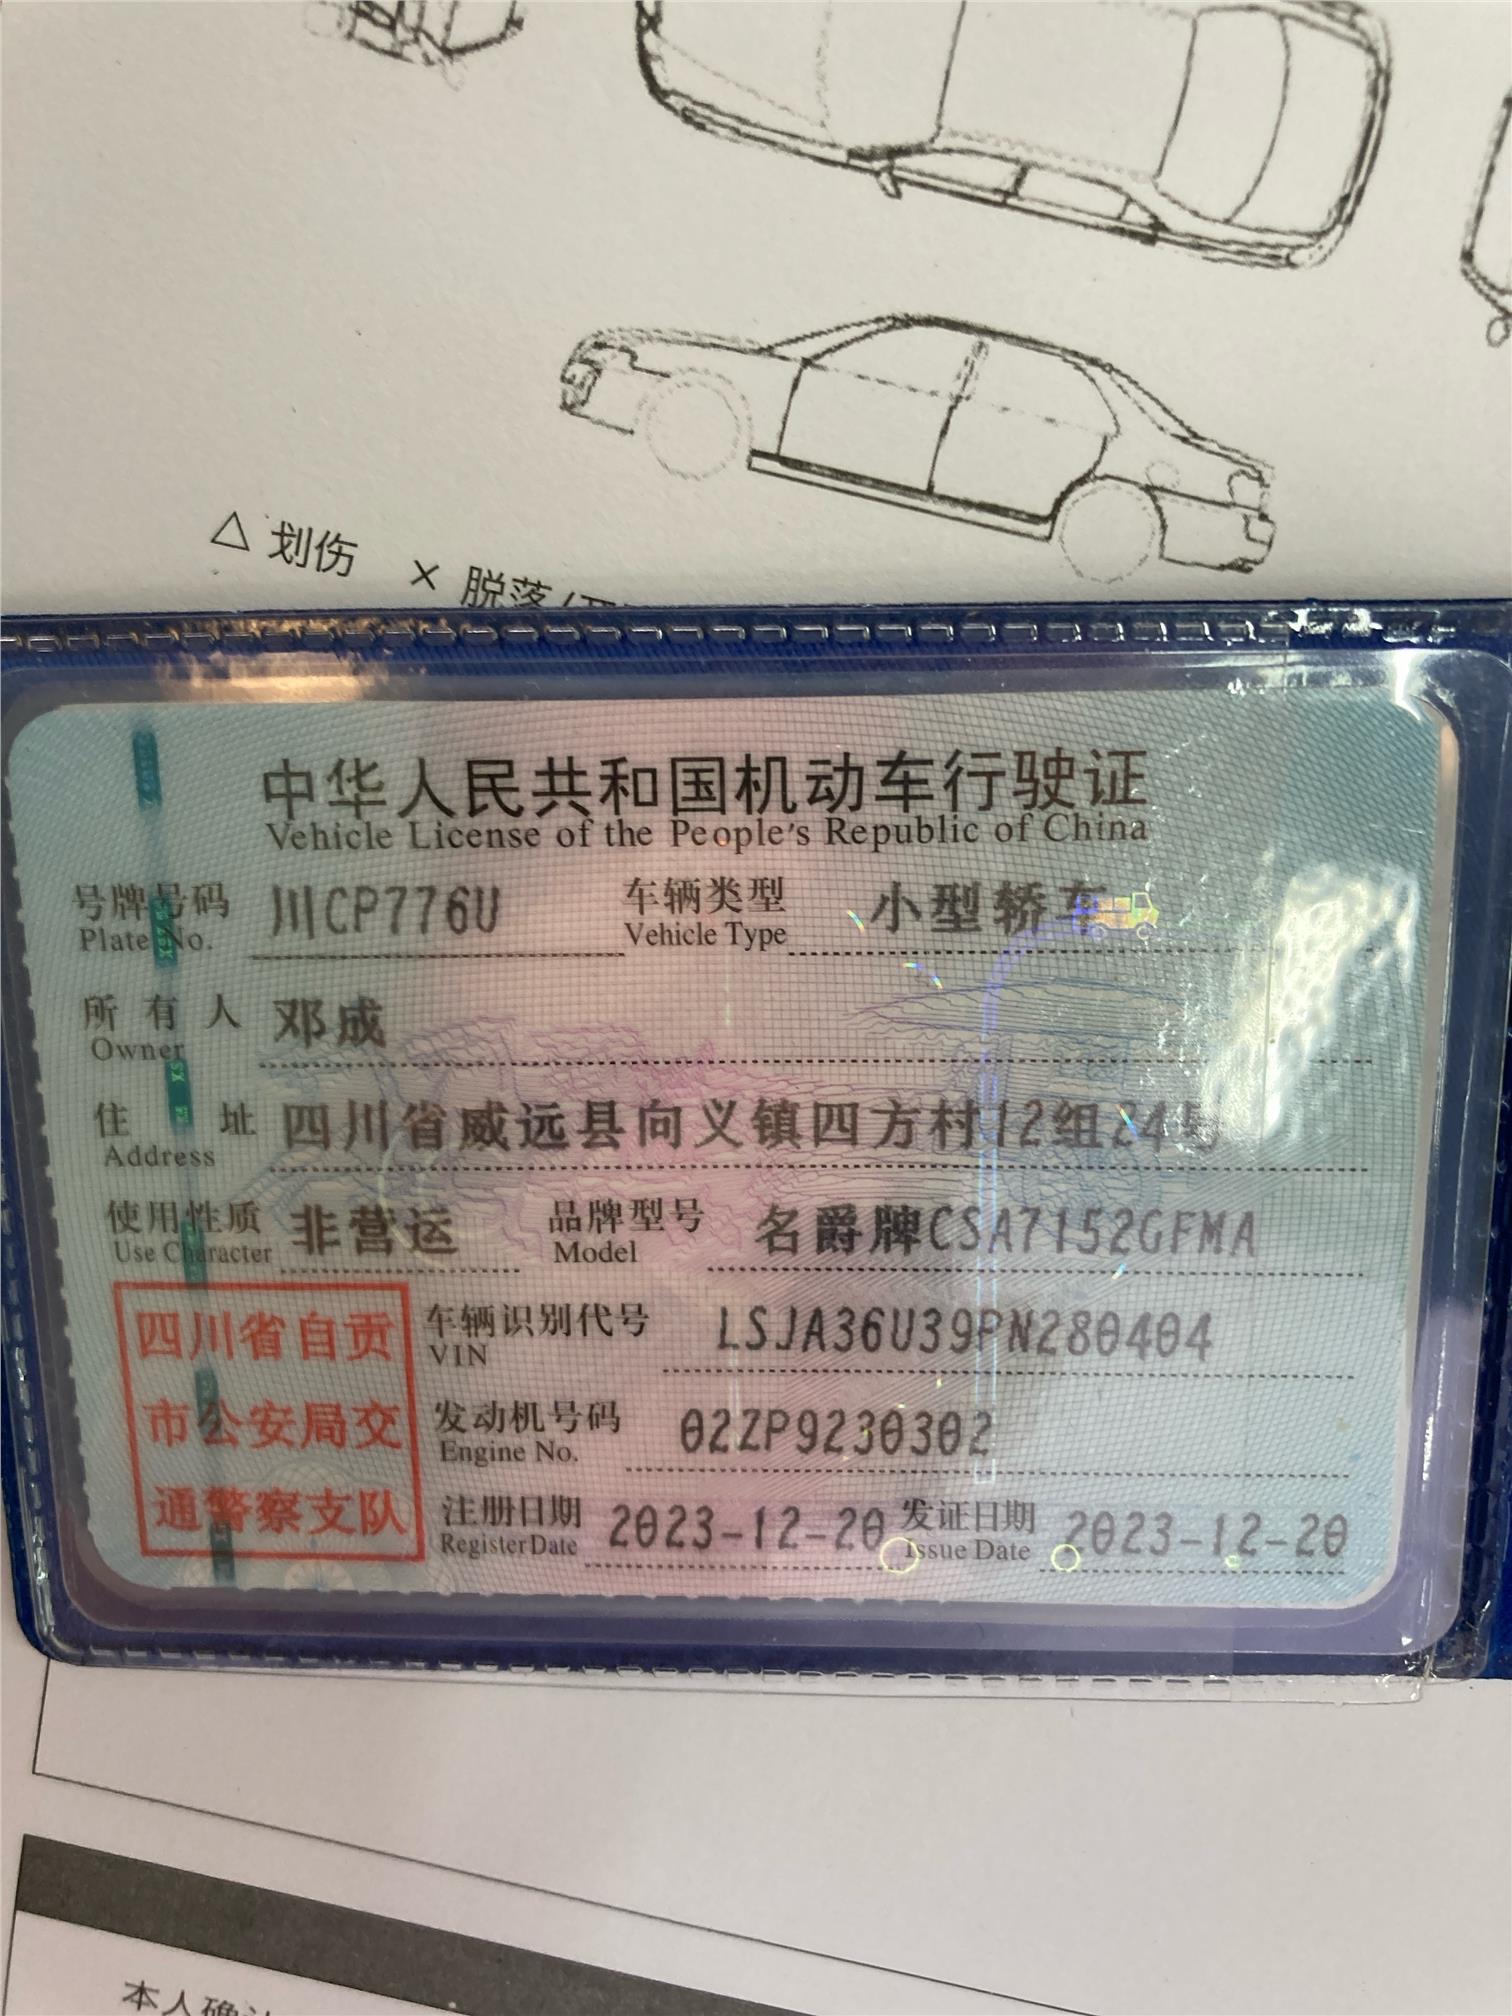 △ 划伤 × 脱落
中华人民共和国机动车行驶证
Vehicle License of the People's Republic of China
号牌号码 川CP776U 车辆类型 小型轿车
Plate No. Vehicle Type
所有人 邓成
Owner
住址 四川省威远县向义镇四方村12组24号
Address
使用性质 非营运 品牌型号 名爵牌CSA7152GFMA
Use Character Model
四川省自贡
市公安局交
通警察支队
车辆识别代号 LSJA36U39PN280404
VIN
发动机号码 02ZP9230302
Engine No.
注册日期 2023-12-20 发证日期 2023-12-20
Register Date Issue Date
本人确认